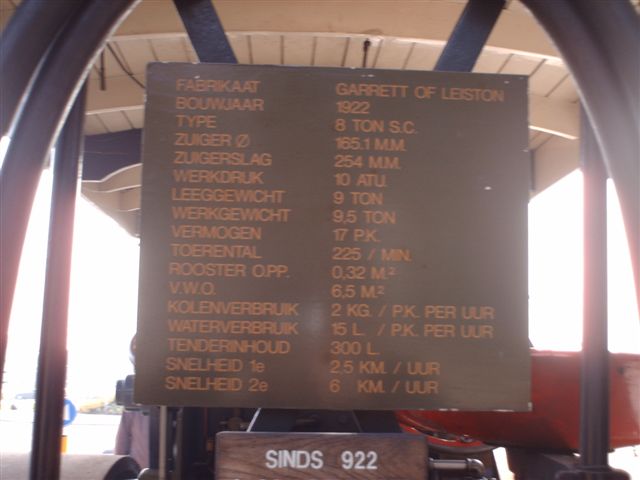 FABRIKAAT GARRETT OF LEISTON
BOUWJAAR 1922
TYPE 8 TON S.C.
ZUIGER Ø 165.1 M.M.
ZUIGERSLAG 254 M.M.
WERKDRUK 10 ATU.
LEEGGEWICHT 9 TON
WERKGEWICHT 9,5 TON
VERMOGEN 17 P.K.
TOERENTAL 225 / MIN.
ROOSTER O.P.P. 0,32 M.²
V.W.O. 6,5 M.²
KOLENVERBRUIK 2 KG. / P.K. PER UUR
WATERVERBRUIK 15 L. / P.K. PER UUR
TENDERINHOUD 300 L.
SNELHEID 1e 2,5 KM. / UUR
SNELHEID 2e 6 KM. / UUR
SINDS 922